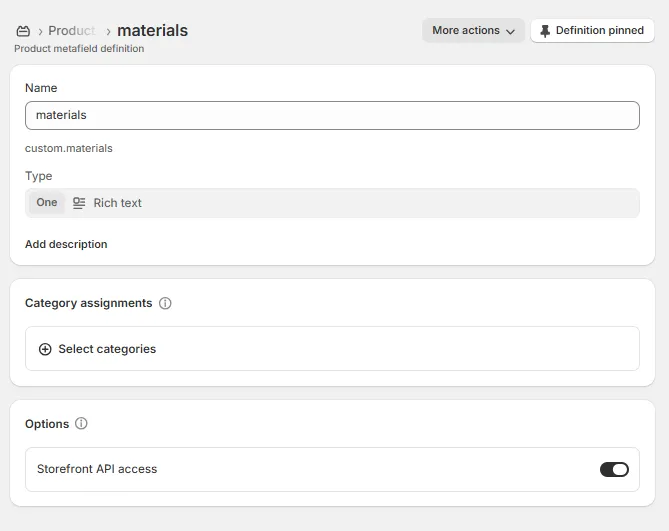 Product materials
More actions
Definition pinned
Product metafield definition
Name
materials
custom.materials
Type
One Rich text
Add description
Category assignments
Select categories
Options
Storefront API access